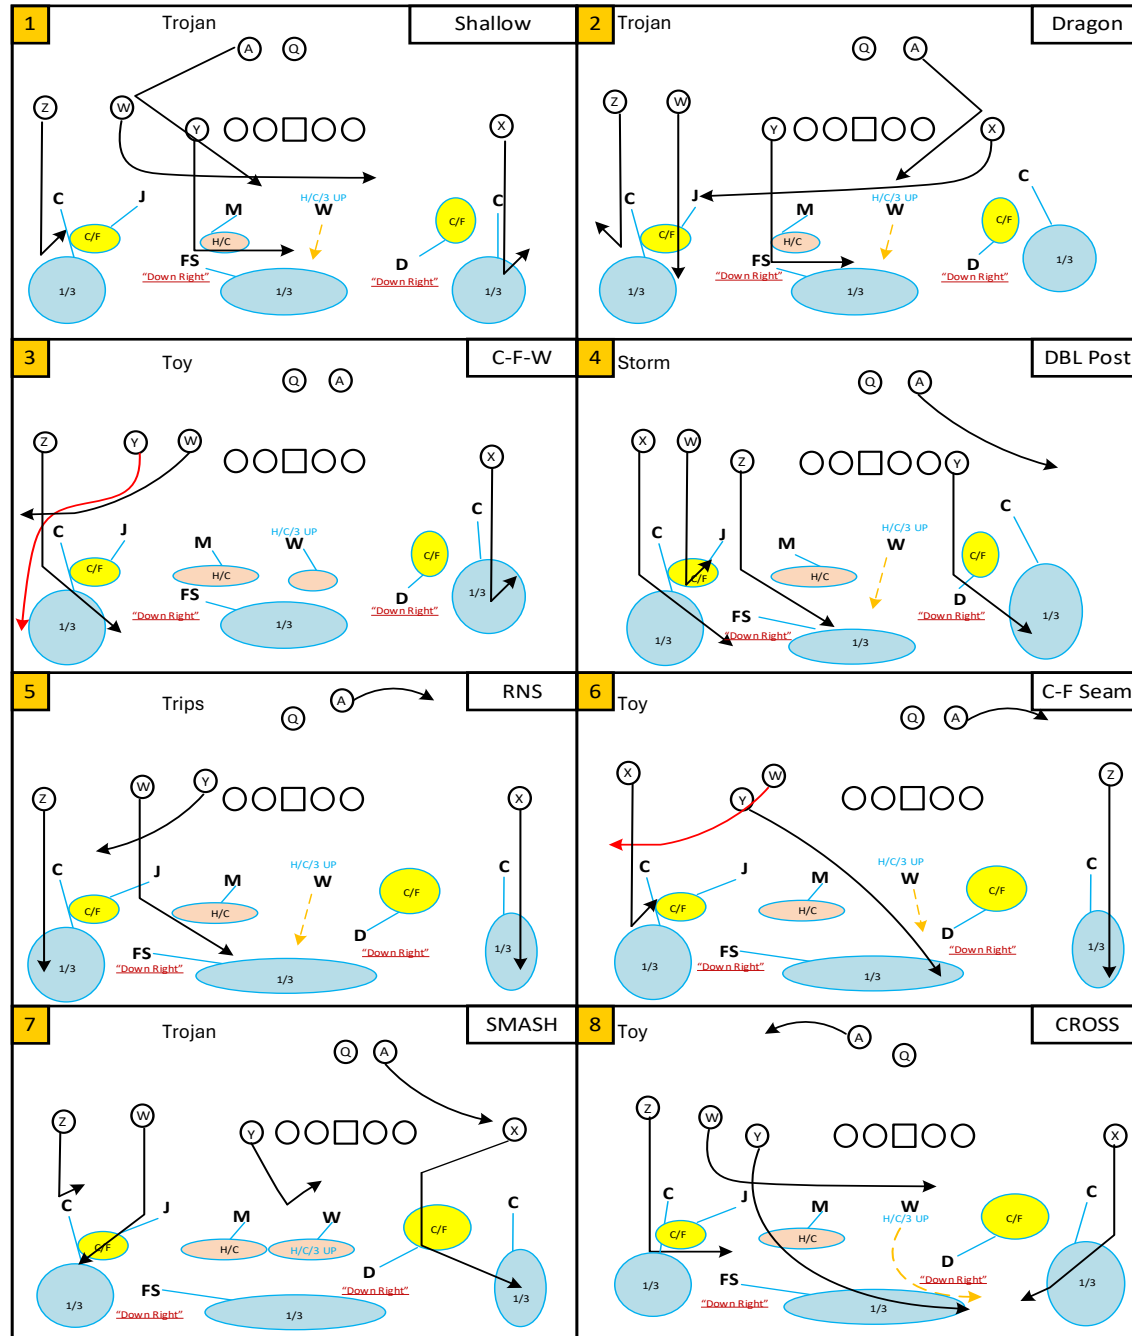 1 Trojan Shallow
A Q
Z W Y X
C J M H/C/3 UP W C
C/F H/C C/F
FS D
"Down Right" "Down Right"
1/3 1/3 1/3
2 Trojan Dragon
Q A
Z W Y X
C J M H/C/3 UP W C
C/F H/C C/F
FS D
"Down Right" "Down Right"
1/3 1/3 1/3
3 Toy C-F-W
Q A
Z Y W X
C J M H/C/3 UP W C
C/F H/C C/F
FS D
"Down Right" "Down Right"
1/3 1/3 1/3
4 Storm DBL Post
Q A
X W Z Y
C J M H/C/3 UP W C
C/F H/C C/F
FS D
"Down Right" "Down Right"
1/3 1/3 1/3
5 Trips RNS
A
Q
Z W Y X
C J M H/C/3 UP W C
C/F H/C C/F
FS D
"Down Right" "Down Right"
1/3 1/3 1/3
6 Toy C-F Seam
Q A
X Y W Z
C J M H/C/3 UP W C
C/F H/C C/F
FS D
"Down Right" "Down Right"
1/3 1/3 1/3
7 Trojan SMASH
Q A
Z W Y X
C J M W C
C/F H/C H/C/3 UP C/F
FS D
"Down Right" "Down Right"
1/3 1/3 1/3
8 Toy CROSS
A
Q
Z W Y X
C J M W C
H/C/3 UP
C/F H/C C/F
FS D
"Down Right" "Down Right"
1/3 1/3 1/3